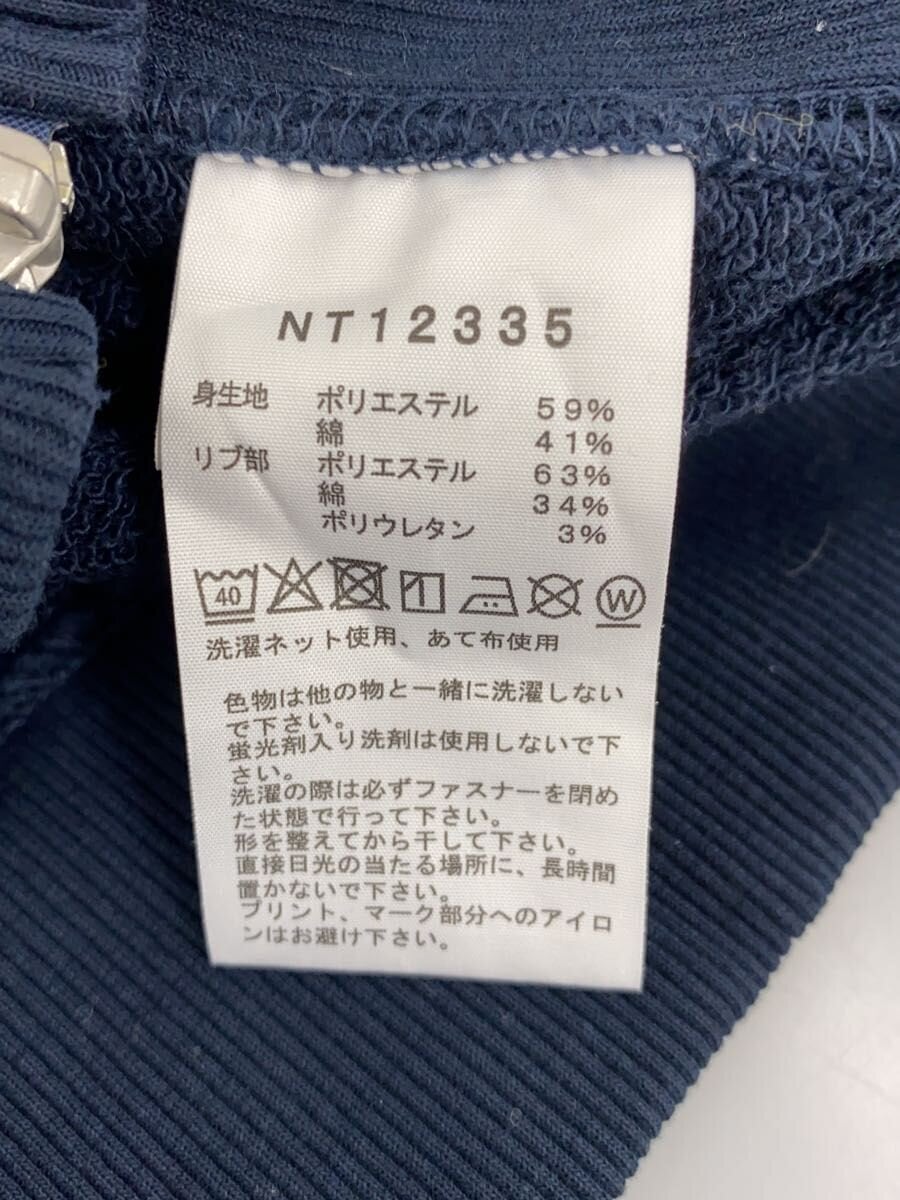 NT12335
身生地 ポリエステル 59%
綿 41%
リブ部 ポリエステル 63%
綿 34%
ポリウレタン 3%
40 W
洗濯ネット使用、あて布使用
色物は他の物と一緒に洗濯しない
で下さい。
蛍光剤入り洗剤は使用しないで下
さい。
洗濯の際は必ずファスナーを閉め
た状態で行って下さい。
形を整えてから干して下さい。
直接日光の当たる場所に、長時間
置かないで下さい。
プリント、マーク部分へのアイロ
ンはお避け下さい。